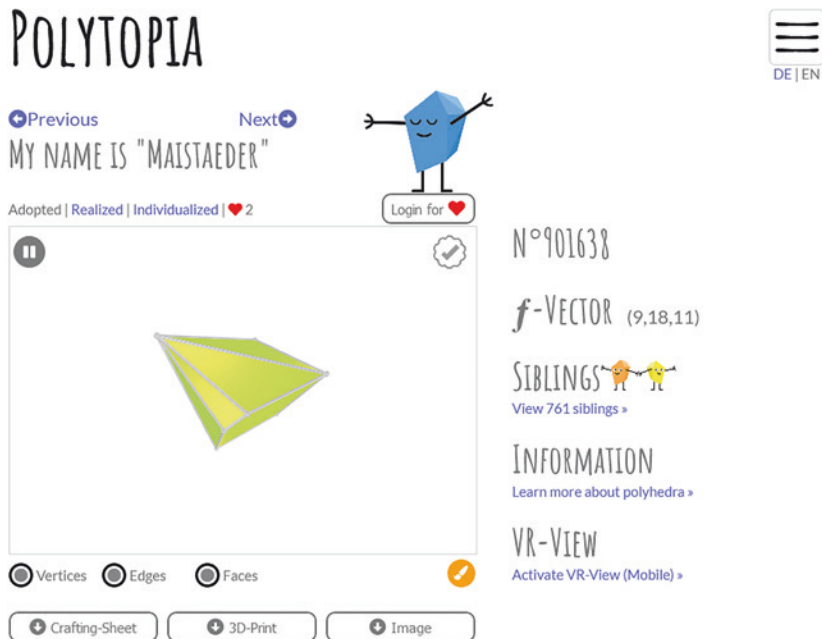 POLYTOPIA
DE | EN
Previous Next
MY NAME IS "MAISTAEDER"
Adopted | Realized | Individualized | ♥ 2
Login for ♥
N°901638
f-VECTOR (9,18,11)
SIBLINGS
View 761 siblings »
INFORMATION
Learn more about polyhedra »
VR-VIEW
Activate VR-View (Mobile) »
Vertices Edges Faces
Crafting-Sheet 3D-Print Image